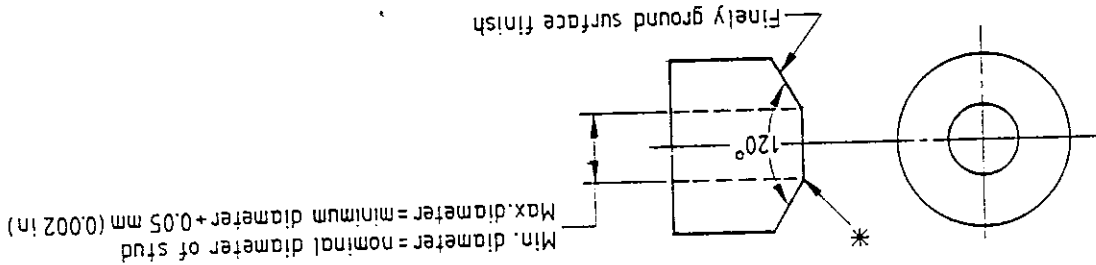 Min. diameter = nominal diameter of stud
Max.diameter = minimum diameter + 0.05 mm (0.002 in)
*
120°
Finely ground surface finish